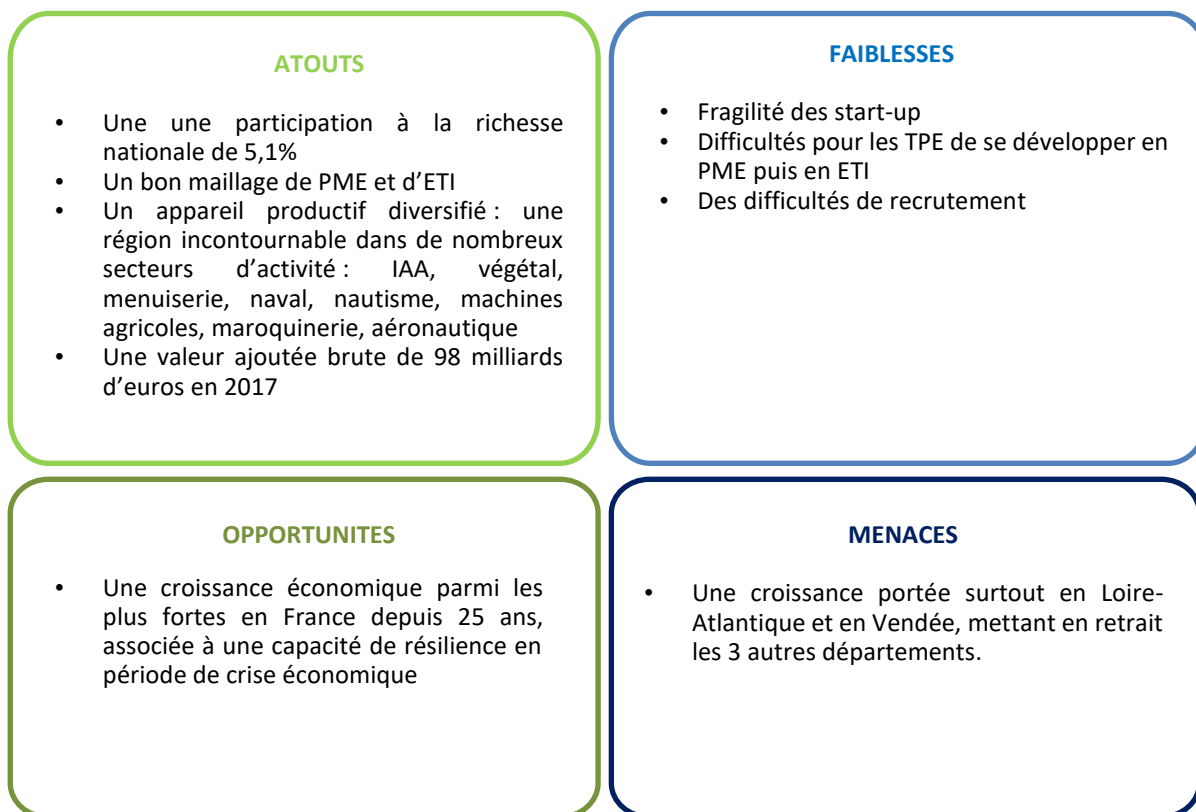 ATOUTS
• Une une participation à la richesse
nationale de 5,1%
• Un bon maillage de PME et d’ETI
• Un appareil productif diversifié : une
région incontournable dans de nombreux
secteurs d’activité : IAA, végétal,
menuiserie, naval, nautisme, machines
agricoles, maroquinerie, aéronautique
• Une valeur ajoutée brute de 98 milliards
d’euros en 2017
FAIBLESSES
• Fragilité des start-up
• Difficultés pour les TPE de se développer en
PME puis en ETI
• Des difficultés de recrutement
OPPORTUNITES
• Une croissance économique parmi les
plus fortes en France depuis 25 ans,
associée à une capacité de résilience en
période de crise économique
MENACES
• Une croissance portée surtout en Loire-
Atlantique et en Vendée, mettant en retrait
les 3 autres départements.